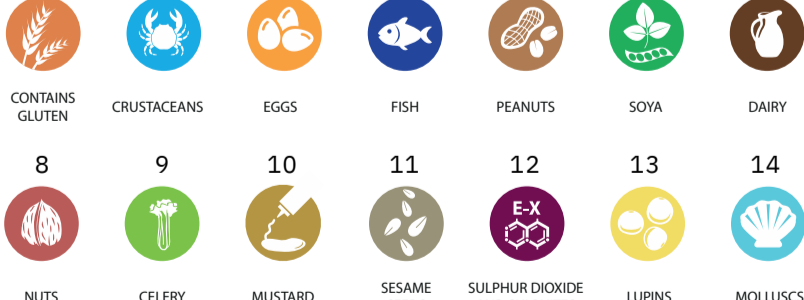 CONTAINS
GLUTEN
CRUSTACEANS
EGGS
FISH
PEANUTS
SOYA
DAIRY
8
9
10
11
12
13
14
E-X
NUTS
CELERY
MUSTARD
SESAME
SULPHUR DIOXIDE
LUPINS
MOLLUSCS